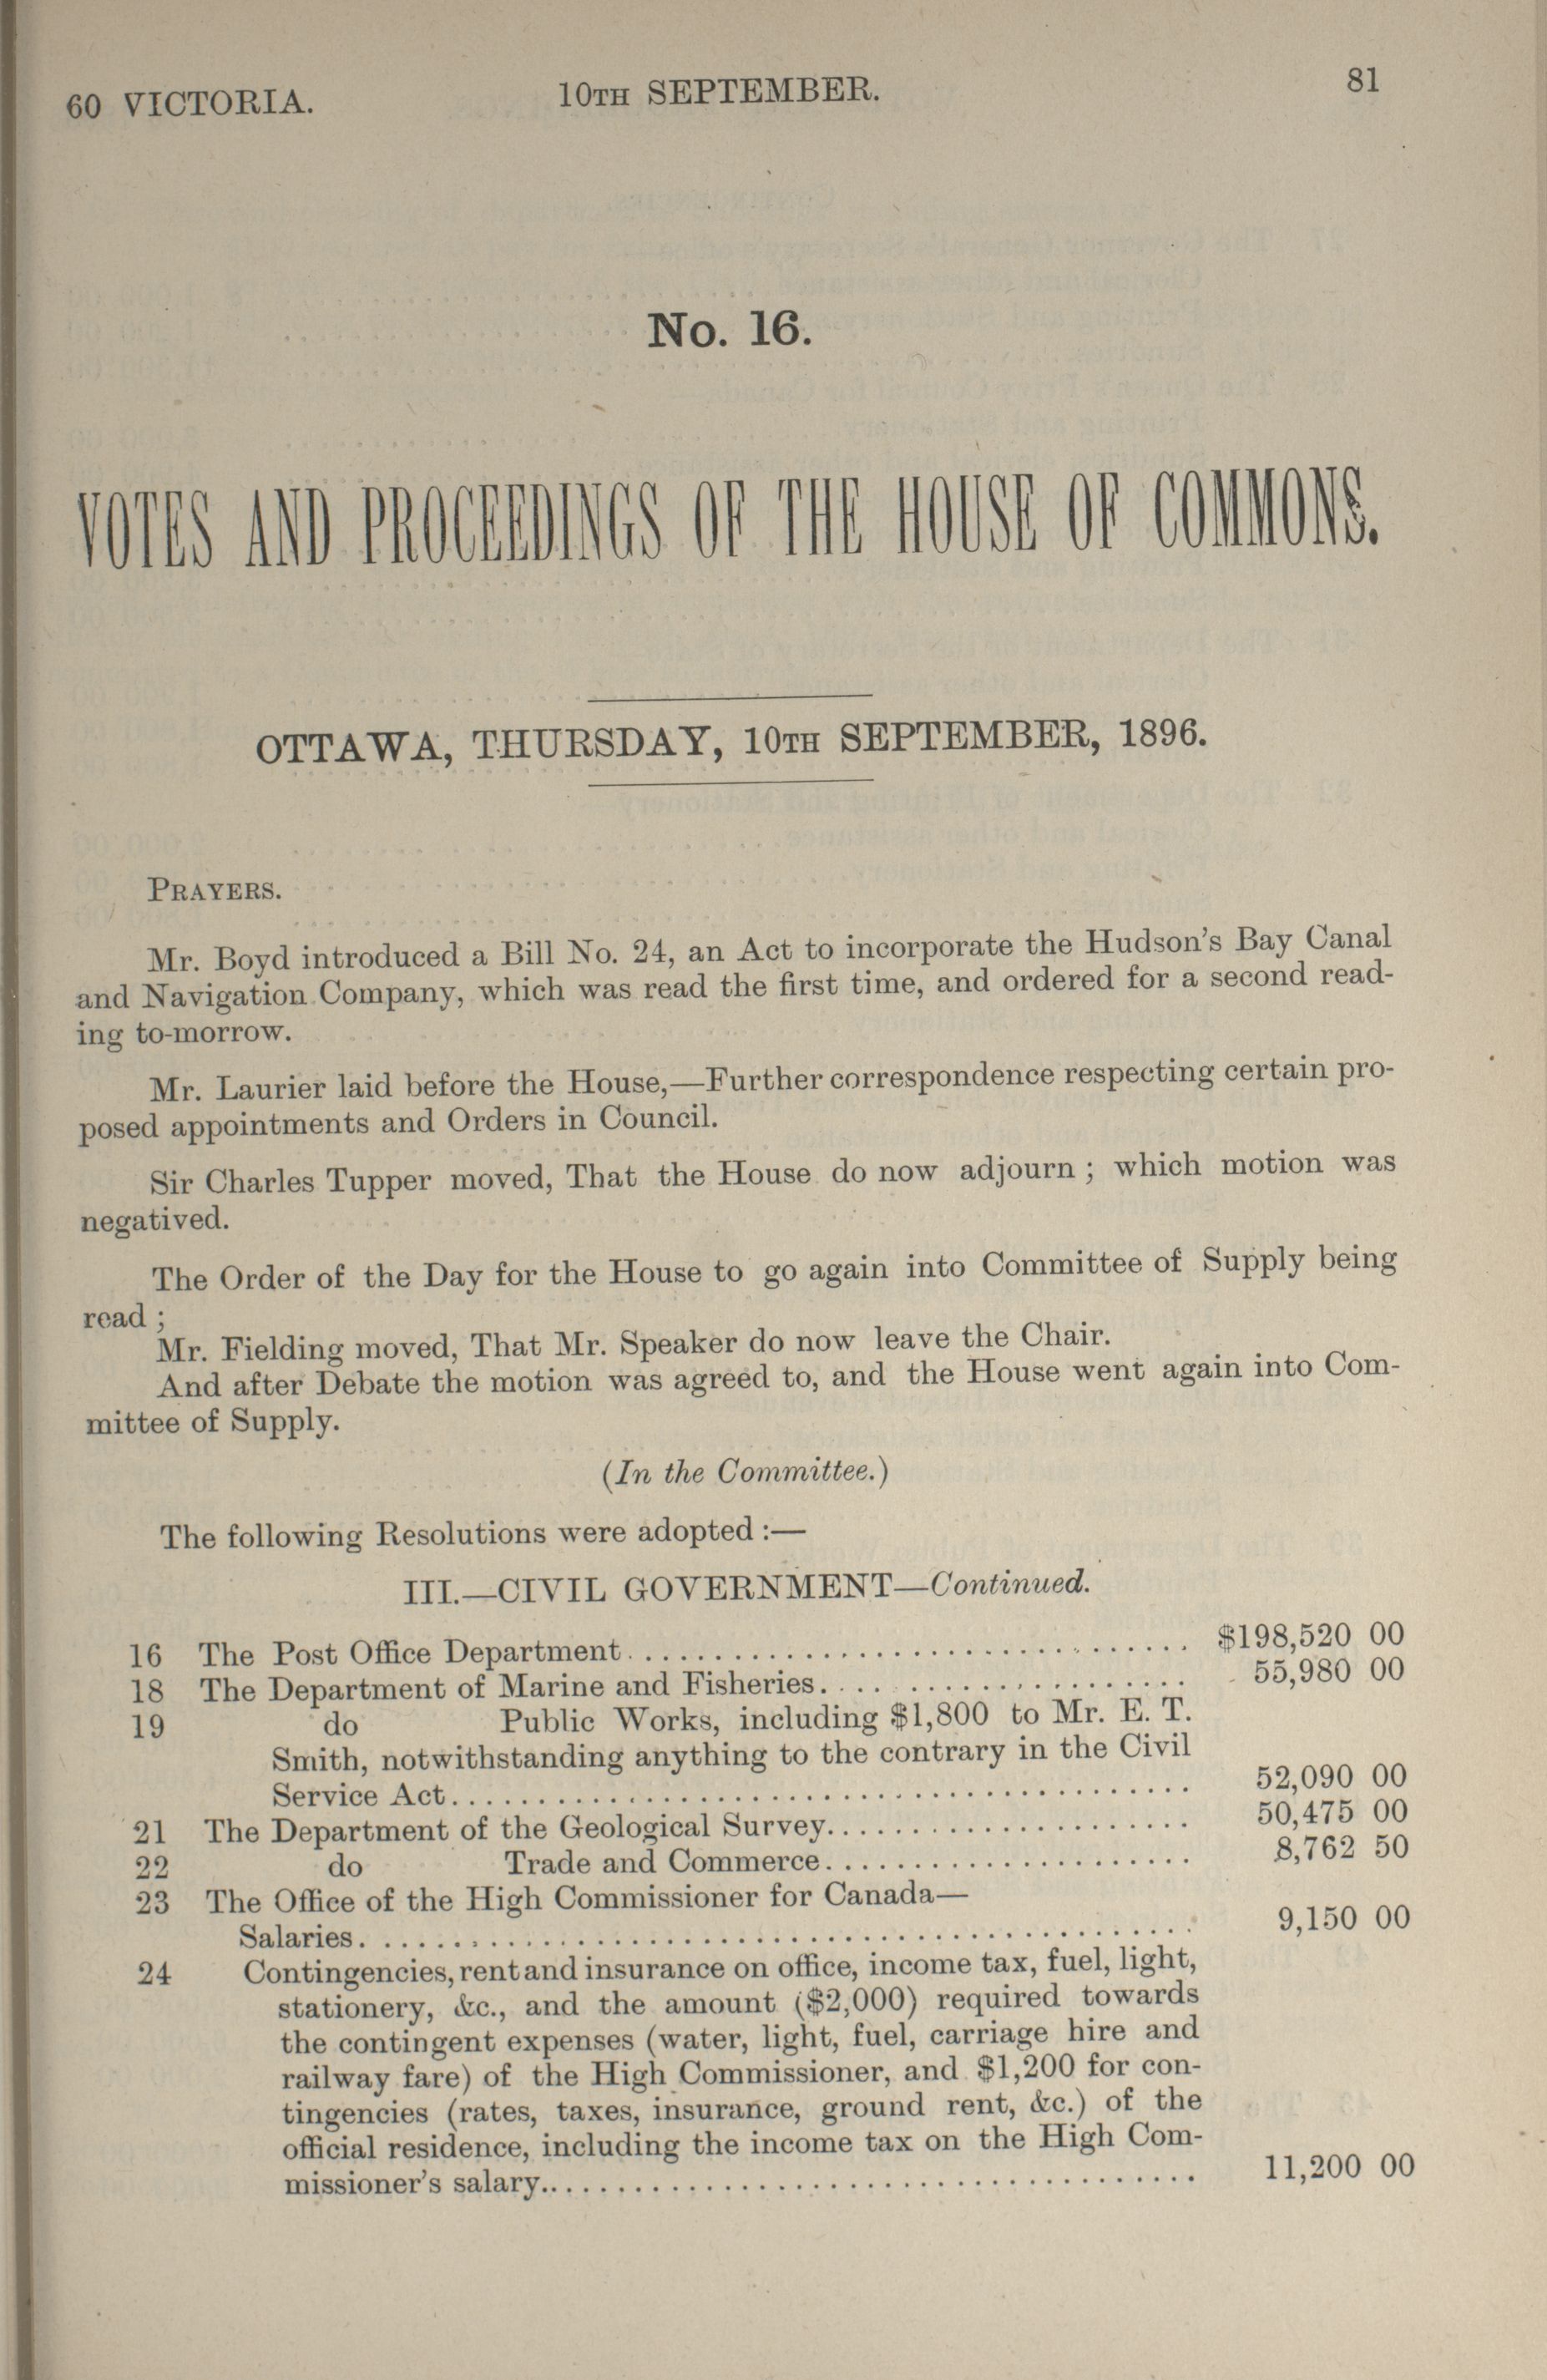 60 VICTORIA. 10TH SEPTEMBER. 81
No. 16.
VOTES AND PROCEEDINGS OF THE HOUSE OF COMMONS.
OTTAWA, THURSDAY, 10TH SEPTEMBER, 1896.
PRAYERS.
Mr. Boyd introduced a Bill No. 24, an Act to incorporate the Hudson's Bay Canal
and Navigation Company, which was read the first time, and ordered for a second read-
ing to-morrow.
Mr. Laurier laid before the House,—Further correspondence respecting certain pro-
posed appointments and Orders in Council.
Sir Charles Tupper moved, That the House do now adjourn ; which motion was
negatived.
The Order of the Day for the House to go again into Committee of Supply being
read ;
Mr. Fielding moved, That Mr. Speaker do now leave the Chair.
And after Debate the motion was agreed to, and the House went again into Com-
mittee of Supply.
(In the Committee.)
The following Resolutions were adopted :—
III.—CIVIL GOVERNMENT—Continued.
16 The Post Office Department........ $198,520 00
18 The Department of Marine and Fisheries........ 55,980 00
19 do Public Works, including $1,800 to Mr. E. T.
Smith, notwithstanding anything to the contrary in the Civil
Service Act........ 52,090 00
21 The Department of the Geological Survey........ 50,475 00
22 do Trade and Commerce........ 8,762 50
23 The Office of the High Commissioner for Canada—
Salaries........ 9,150 00
24 Contingencies, rent and insurance on office, income tax, fuel, light,
stationery, &c., and the amount ($2,000) required towards
the contingent expenses (water, light, fuel, carriage hire and
railway fare) of the High Commissioner, and $1,200 for con-
tingencies (rates, taxes, insurance, ground rent, &c.) of the
official residence, including the income tax on the High Com-
missioner's salary........ 11,200 00